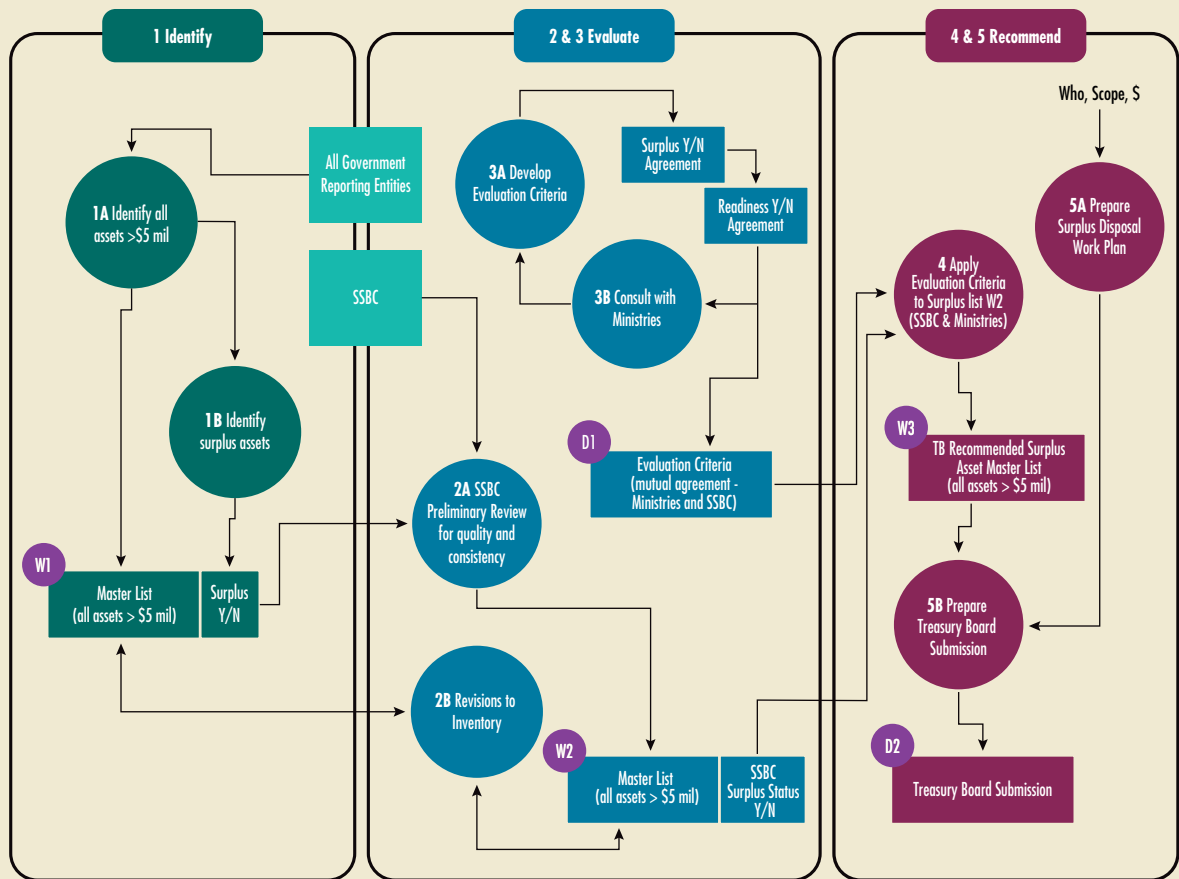 1 Identify
2 & 3 Evaluate
4 & 5 Recommend
All Government
Reporting Entities
SSBC
1A Identify all
assets >$5 mil
1B Identify
surplus assets
W1
Master List
(all assets > $5 mil)
Surplus
Y/N
3A Develop
Evaluation Criteria
Surplus Y/N
Agreement
Readiness Y/N
Agreement
3B Consult with
Ministries
D1
Evaluation Criteria
(mutual agreement -
Ministries and SSBC)
2A SSBC
Preliminary Review
for quality and
consistency
2B Revisions to
Inventory
W2
Master List
(all assets > $5 mil)
SSBC
Surplus Status
Y/N
Who, Scope, $
5A Prepare
Surplus Disposal
Work Plan
4 Apply
Evaluation Criteria
to Surplus list W2
(SSBC & Ministries)
W3
TB Recommended Surplus
Asset Master List
(all assets > $5 mil)
5B Prepare
Treasury Board
Submission
D2
Treasury Board Submission